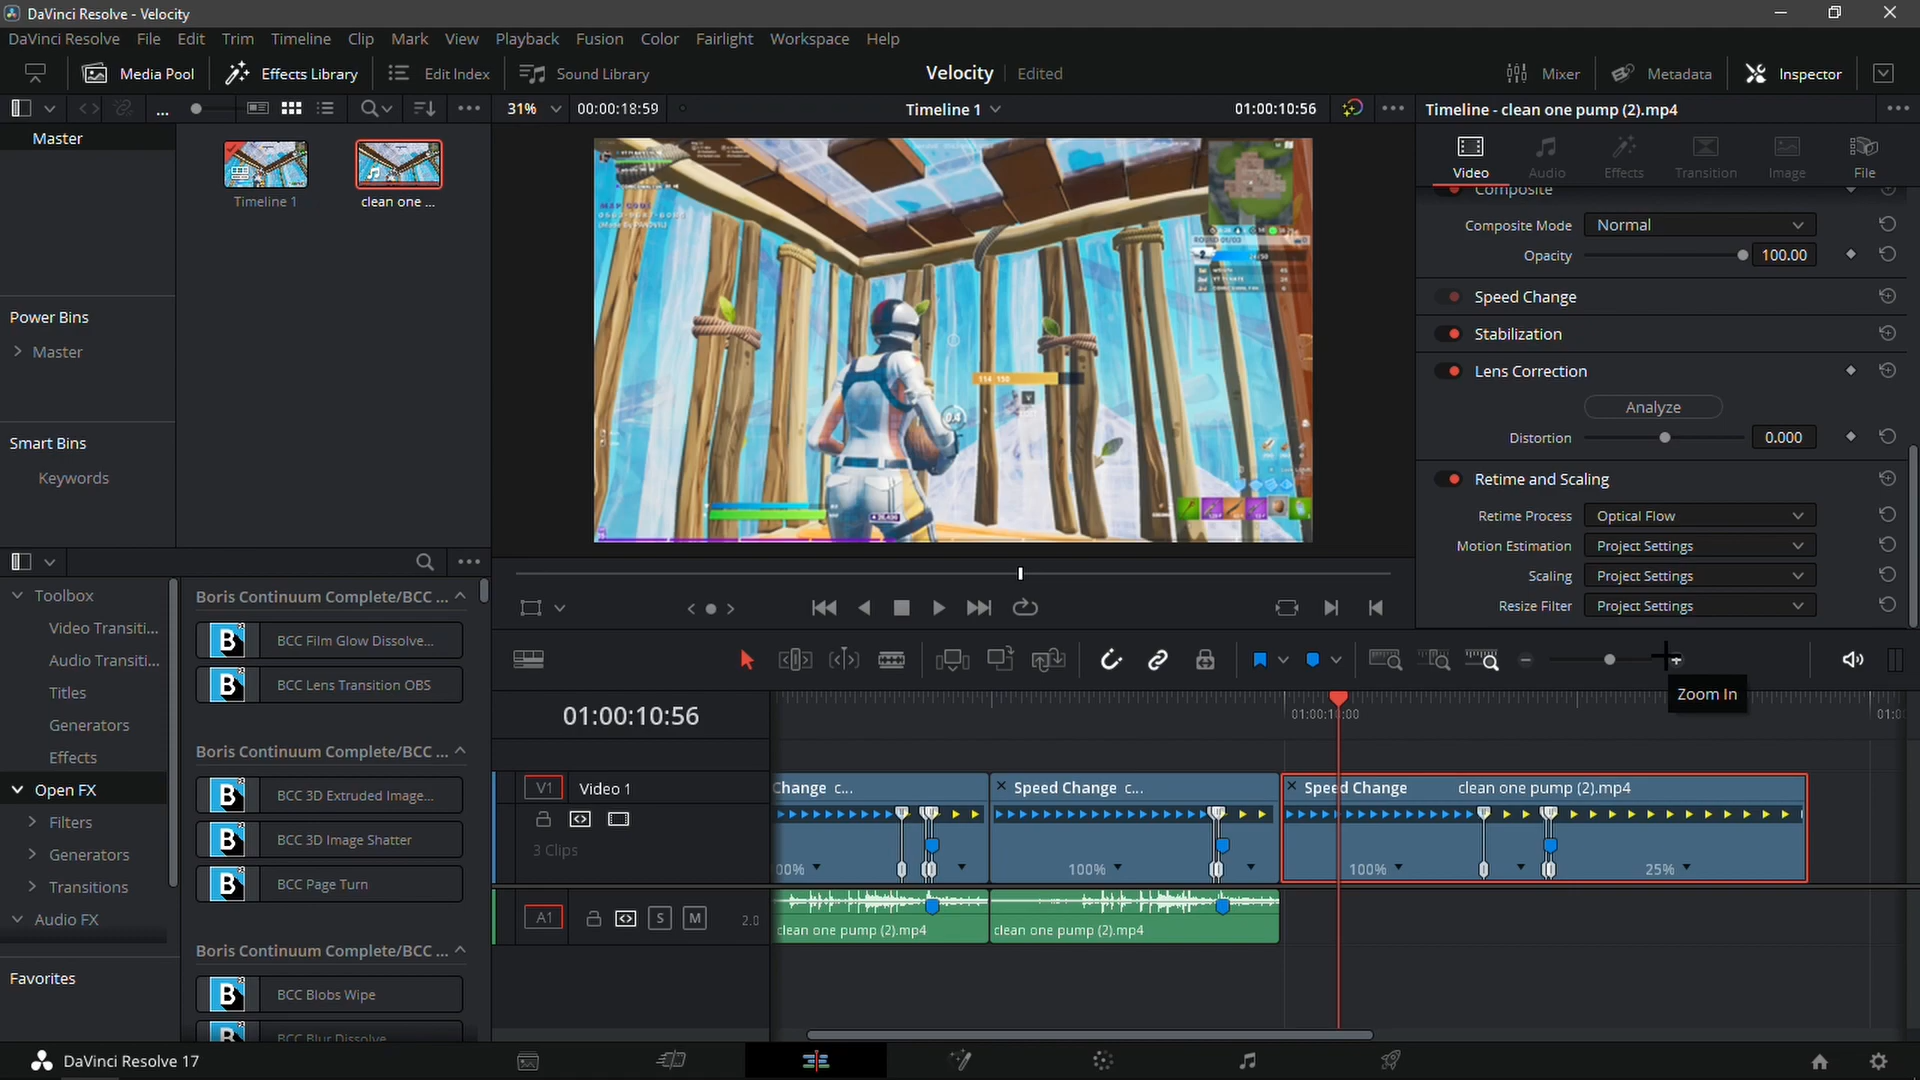 DaVinci Resolve - Velocity
DaVinci Resolve File Edit Trim Timeline Clip Mark View Playback Fusion Color Fairlight Workspace Help
Media Pool Effects Library Edit Index Sound Library Velocity Edited Mixer Metadata Inspector
31% 00:00:18:59 Timeline 1 01:00:10:56 Timeline - clean one pump (2).mp4
Master
Timeline 1 clean one ...
Power Bins
Master
Smart Bins
Keywords
Video Audio Effects Transition Image File
Composite
Composite Mode Normal
Opacity 100.00
Speed Change
Stabilization
Lens Correction
Analyze
Distortion 0.000
Retime and Scaling
Retime Process Optical Flow
Motion Estimation Project Settings
Scaling Project Settings
Resize Filter Project Settings
Zoom In
Toolbox
Video Transiti...
Audio Transiti...
Titles
Generators
Effects
Open FX
Filters
Generators
Transitions
Audio FX
Favorites
Boris Continuum Complete/BCC ...
BCC Film Glow Dissolve...
BCC Lens Transition OBS
Boris Continuum Complete/BCC ...
BCC 3D Extruded Image...
BCC 3D Image Shatter
BCC Page Turn
Boris Continuum Complete/BCC ...
BCC Blobs Wipe
BCC Blur Dissolve
01:00:10:56
01:00:10:00
V1 Video 1
3 Clips
Change c... Speed Change c... Speed Change clean one pump (2).mp4
00% 100% 100% 25%
A1 S M 2.0
clean one pump (2).mp4 clean one pump (2).mp4
DaVinci Resolve 17